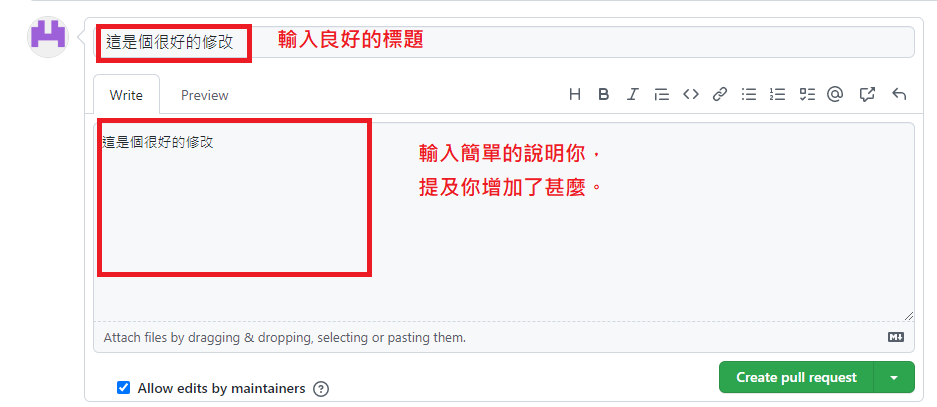 這是個很好的修改
輸入良好的標題
Write
Preview
這是個很好的修改
輸入簡單的說明你，
提及你增加了甚麼。
Attach files by dragging & dropping, selecting or pasting them.
Allow edits by maintainers
Create pull request